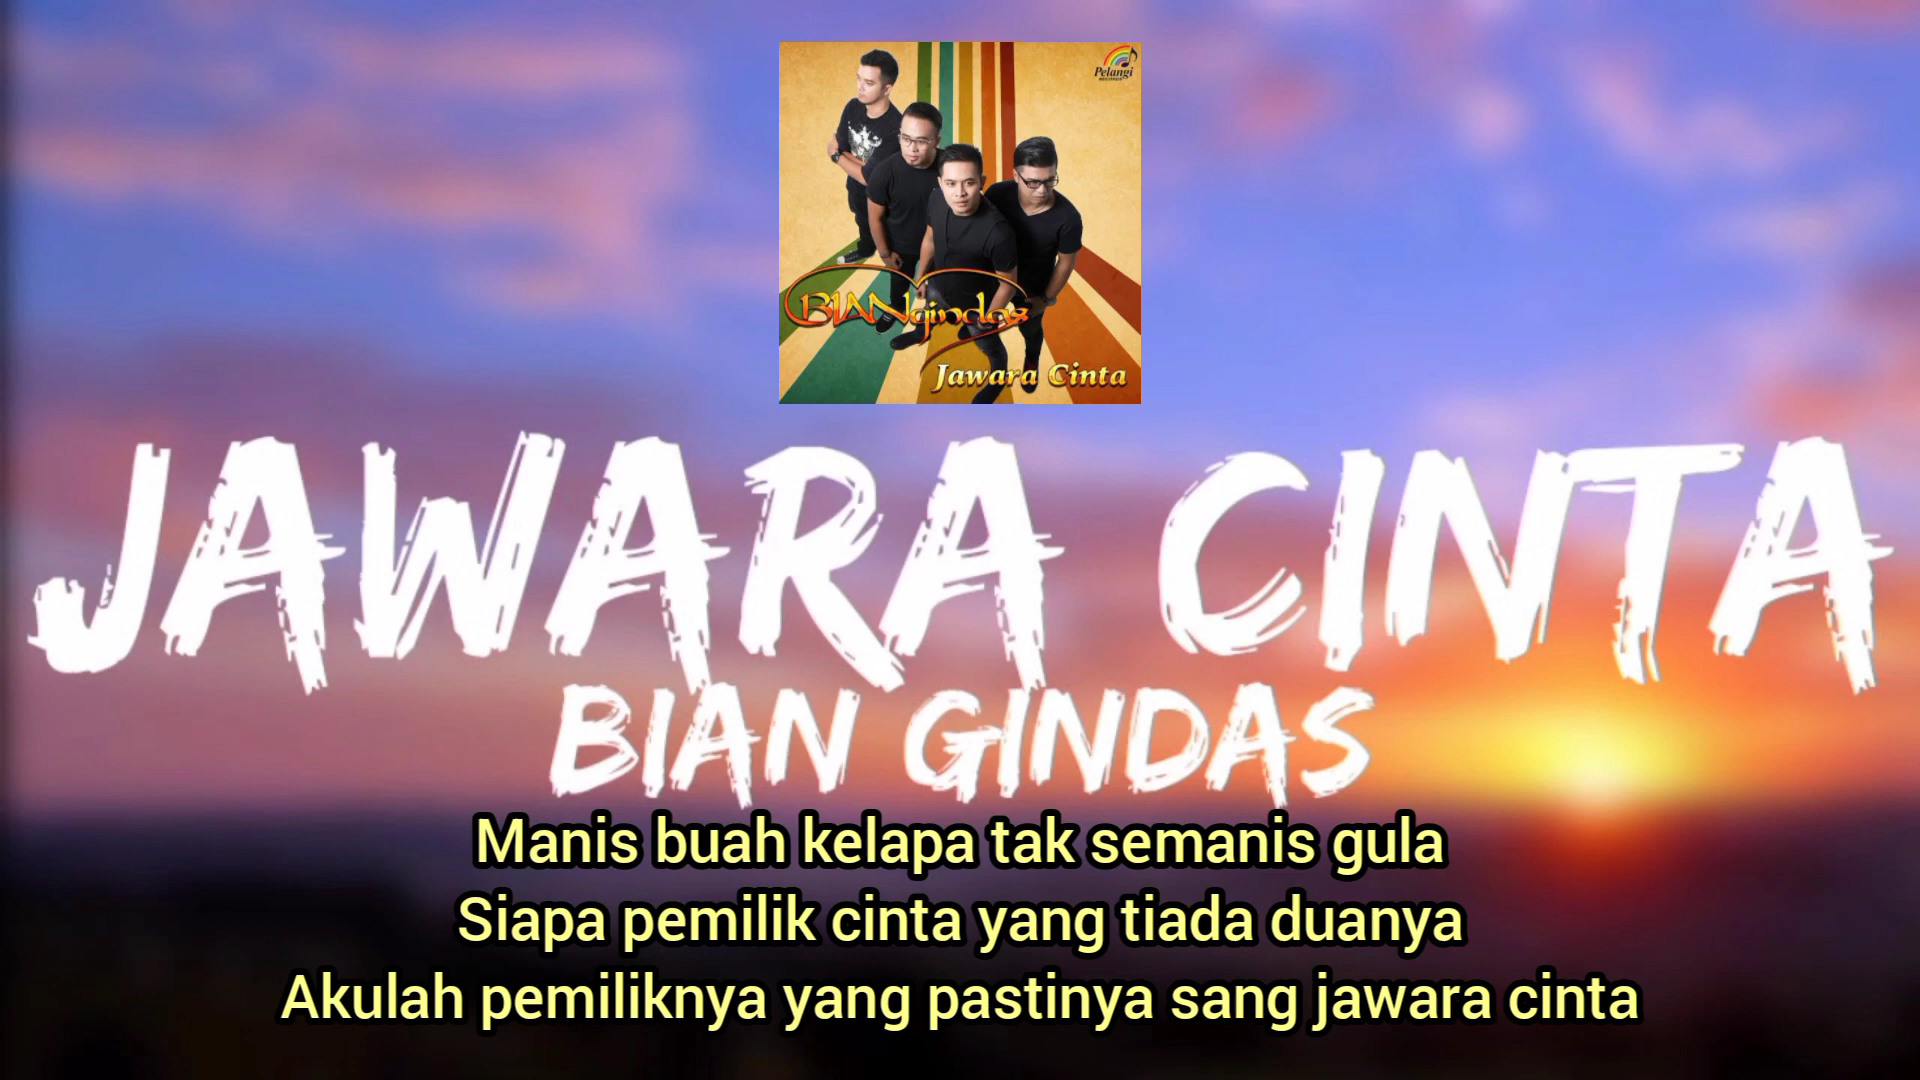 Pelangi
RECORDS
BIANgindas
Jawara Cinta
JAWARA CINTA
BIAN GINDAS
Manis buah kelapa tak semanis gula
Siapa pemilik cinta yang tiada duanya
Akulah pemiliknya yang pastinya sang jawara cinta